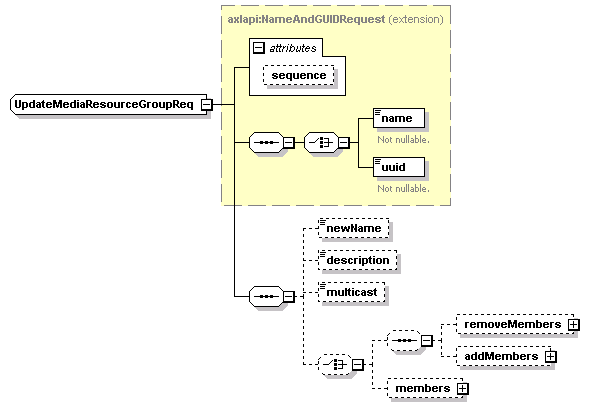 axlapi:NameAndGUIDRequest (extension)
attributes
sequence
UpdateMediaResourceGroupReq
name
Not nullable.
uuid
Not nullable.
newName
description
multicast
removeMembers
addMembers
members